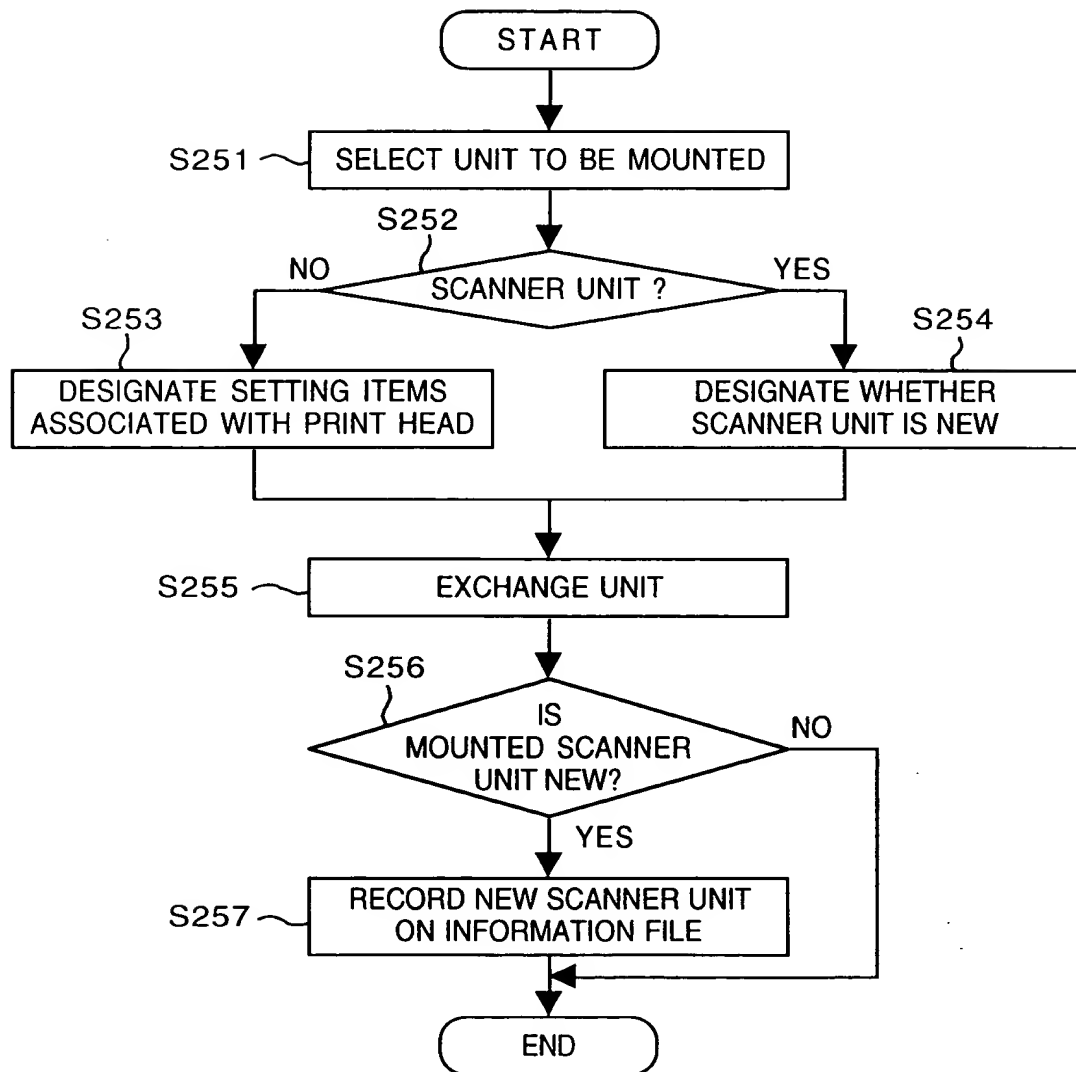 START
S251
SELECT UNIT TO BE MOUNTED
S252
NO
SCANNER UNIT ?
YES
S253
S254
DESIGNATE SETTING ITEMS
ASSOCIATED WITH PRINT HEAD
DESIGNATE WHETHER
SCANNER UNIT IS NEW
S255
EXCHANGE UNIT
S256
IS
MOUNTED SCANNER
UNIT NEW?
NO
YES
S257
RECORD NEW SCANNER UNIT
ON INFORMATION FILE
END